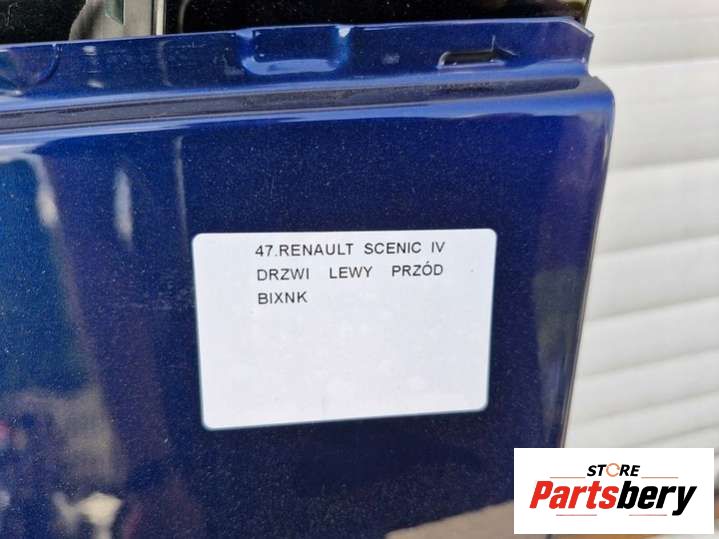 47.RENAULT SCENIC IV
DRZWI LEWY PRZÓD
BIXNK
STORE
Partsbery